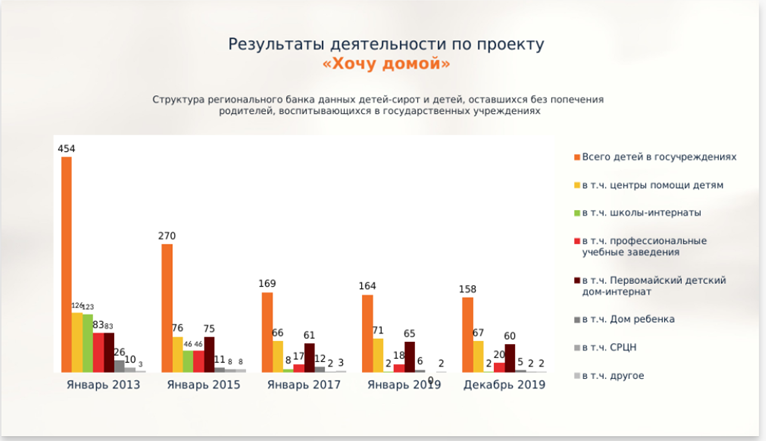 Результаты деятельности по проекту
«Хочу домой»
Структура регионального банка данных детей-сирот и детей, оставшихся без попечения
родителей, воспитывающихся в государственных учреждениях
454
126 123 83 83 26 10 3
270
76 46 46 75 11 8 8
169
66 8 17 61 12 2 3
164
71 2 18 65 6 0 2
158
67 2 20 60 5 2 2
Январь 2013 Январь 2015 Январь 2017 Январь 2019 Декабрь 2019
Всего детей в госучреждениях
в т.ч. центры помощи детям
в т.ч. школы-интернаты
в т.ч. профессиональные
учебные заведения
в т.ч. Первомайский детский
дом-интернат
в т.ч. Дом ребенка
в т.ч. СРЦН
в т.ч. другое